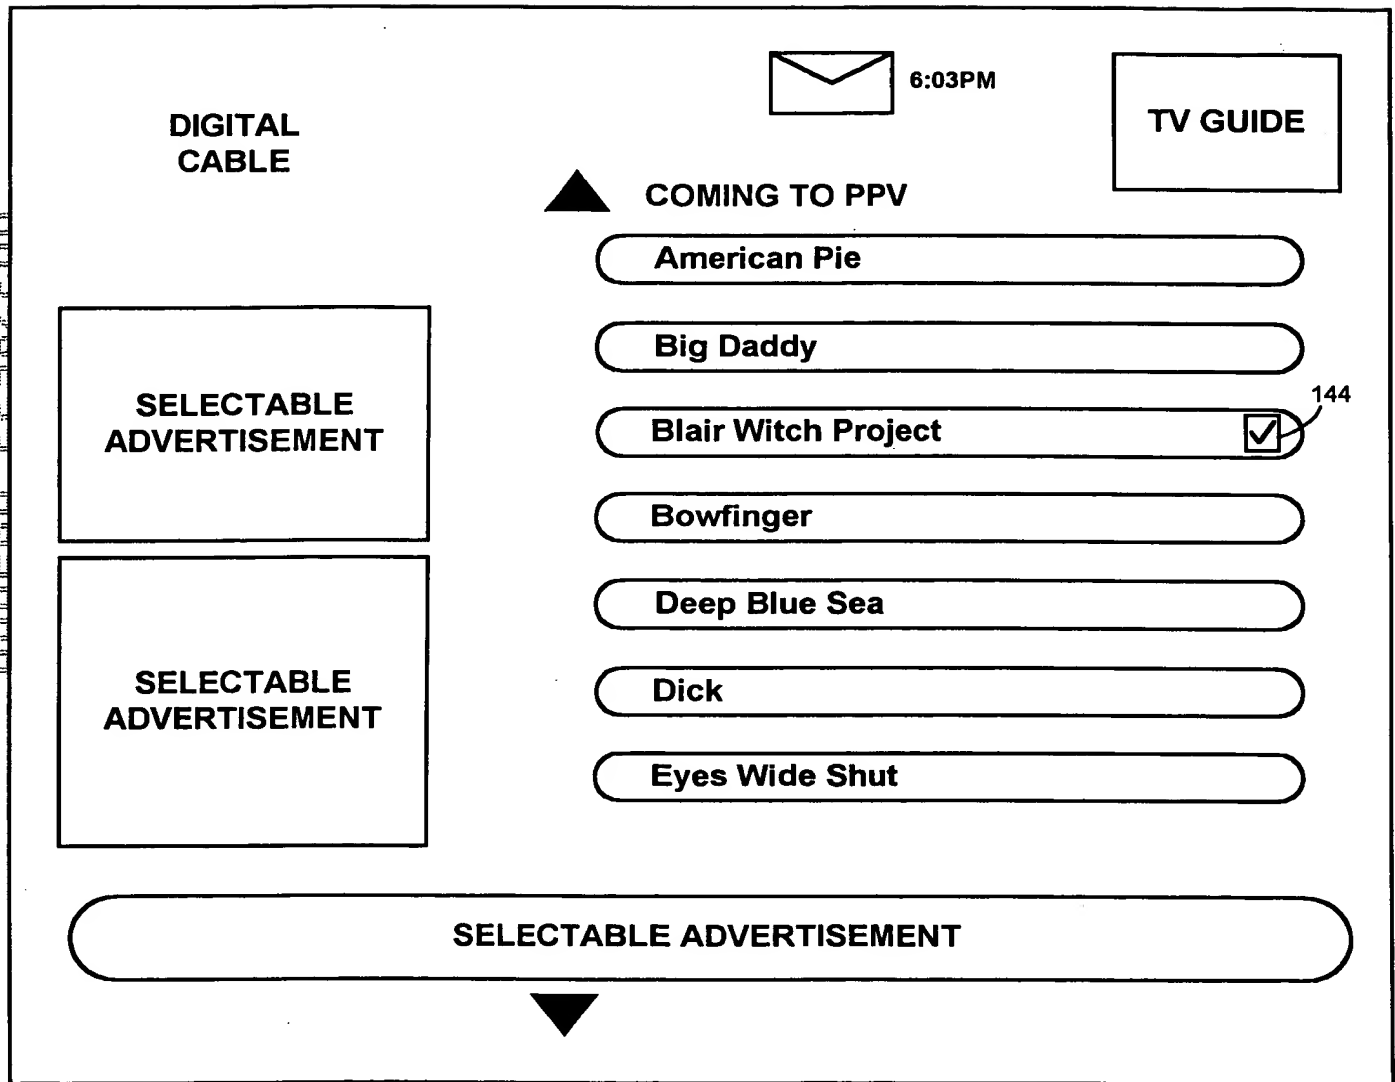 DIGITAL
CABLE
6:03PM
TV GUIDE
COMING TO PPV
American Pie
Big Daddy
Blair Witch Project
144
Bowfinger
Deep Blue Sea
Dick
Eyes Wide Shut
SELECTABLE
ADVERTISEMENT
SELECTABLE
ADVERTISEMENT
SELECTABLE ADVERTISEMENT